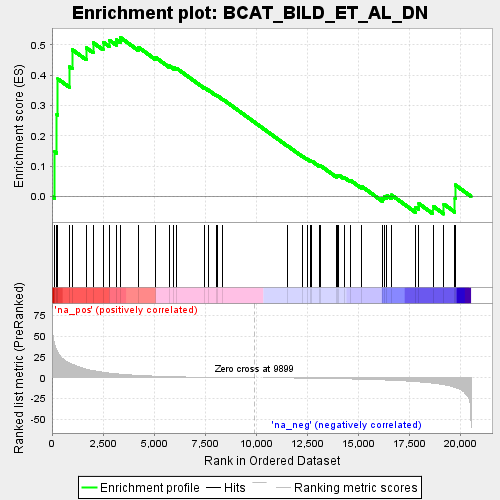 Enrichment plot: BCAT_BILD_ET_AL_DN
Enrichment score (ES)
0.5
0.4
0.3
0.2
0.1
0.0
'na_pos' (positively correlated)
Ranked list metric (PreRanked)
75
50
25
0
-25
-50
Zero cross at 9899
'na_neg' (negatively correlated)
0 2,500 5,000 7,500 10,000 12,500 15,000 17,500 20,000
Rank in Ordered Dataset
Enrichment profile Hits Ranking metric scores